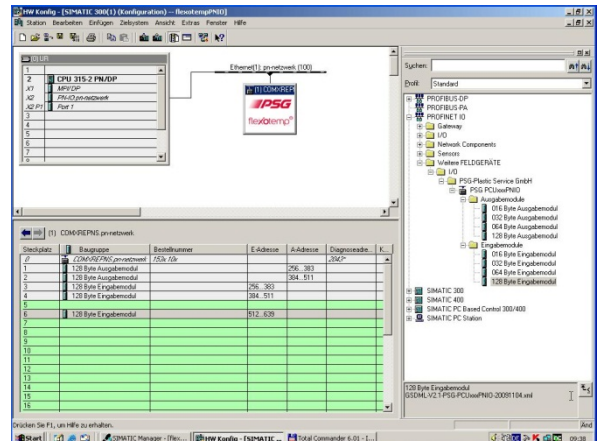 HW Konfig - [SIMATIC 300(1) (Konfiguration) -- flexotempPNIO]
Station Bearbeiten Einfügen Zielsystem Ansicht Extras Fenster Hilfe
(0) UR
1
2 CPU 315-2 PN/DP
X1 MPI/DP
X2 PN-IO pn-netzwerk
X2 P1 Port 1
3
4
5
6
7
Ethernet(1): pn-netzwerk (100)
(1) COMXREP
PSG
flexotemp
Suchen:
Profil: Standard
PROFIBUS-DP
PROFIBUS-PA
PROFINET IO
Gateway
I/O
Network Components
Sensors
Weitere FELDGERÄTE
I/O
PSG-Plastic Service GmbH
PSG PCUxxxPNIO
Ausgabemodule
016 Byte Ausgabemodul
032 Byte Ausgabemodul
064 Byte Ausgabemodul
128 Byte Ausgabemodul
Eingabemodule
016 Byte Eingabemodul
032 Byte Eingabemodul
064 Byte Eingabemodul
128 Byte Eingabemodul
SIMATIC 300
SIMATIC 400
SIMATIC PC Based Control 300/400
SIMATIC PC Station
(1) COMXREPNS pn-netzwerk
Steckplatz Baugruppe Bestellnummer E-Adresse A-Adresse Diagnoseadre... K...
0 COMXREPNS pn-netzwerk 153x 10x 2043*
1 128 Byte Ausgabemodul 256...383
2 128 Byte Ausgabemodul 384...511
3 128 Byte Eingabemodul 256...383
4 128 Byte Eingabemodul 384...511
5
6 128 Byte Eingabemodul 512...639
7
8
9
10
11
12
13
14
15
16
128 Byte Eingabemodul
GSDML-V2.1-PSG-PCUxxxPNIO-20091104.xml
Drücken Sie F1, um Hilfe zu erhalten.
Änd
Start
SIMATIC Manager - [flex...
HW Konfig - [SIMATIC ...
Total Commander 6.01 - I...
09:38